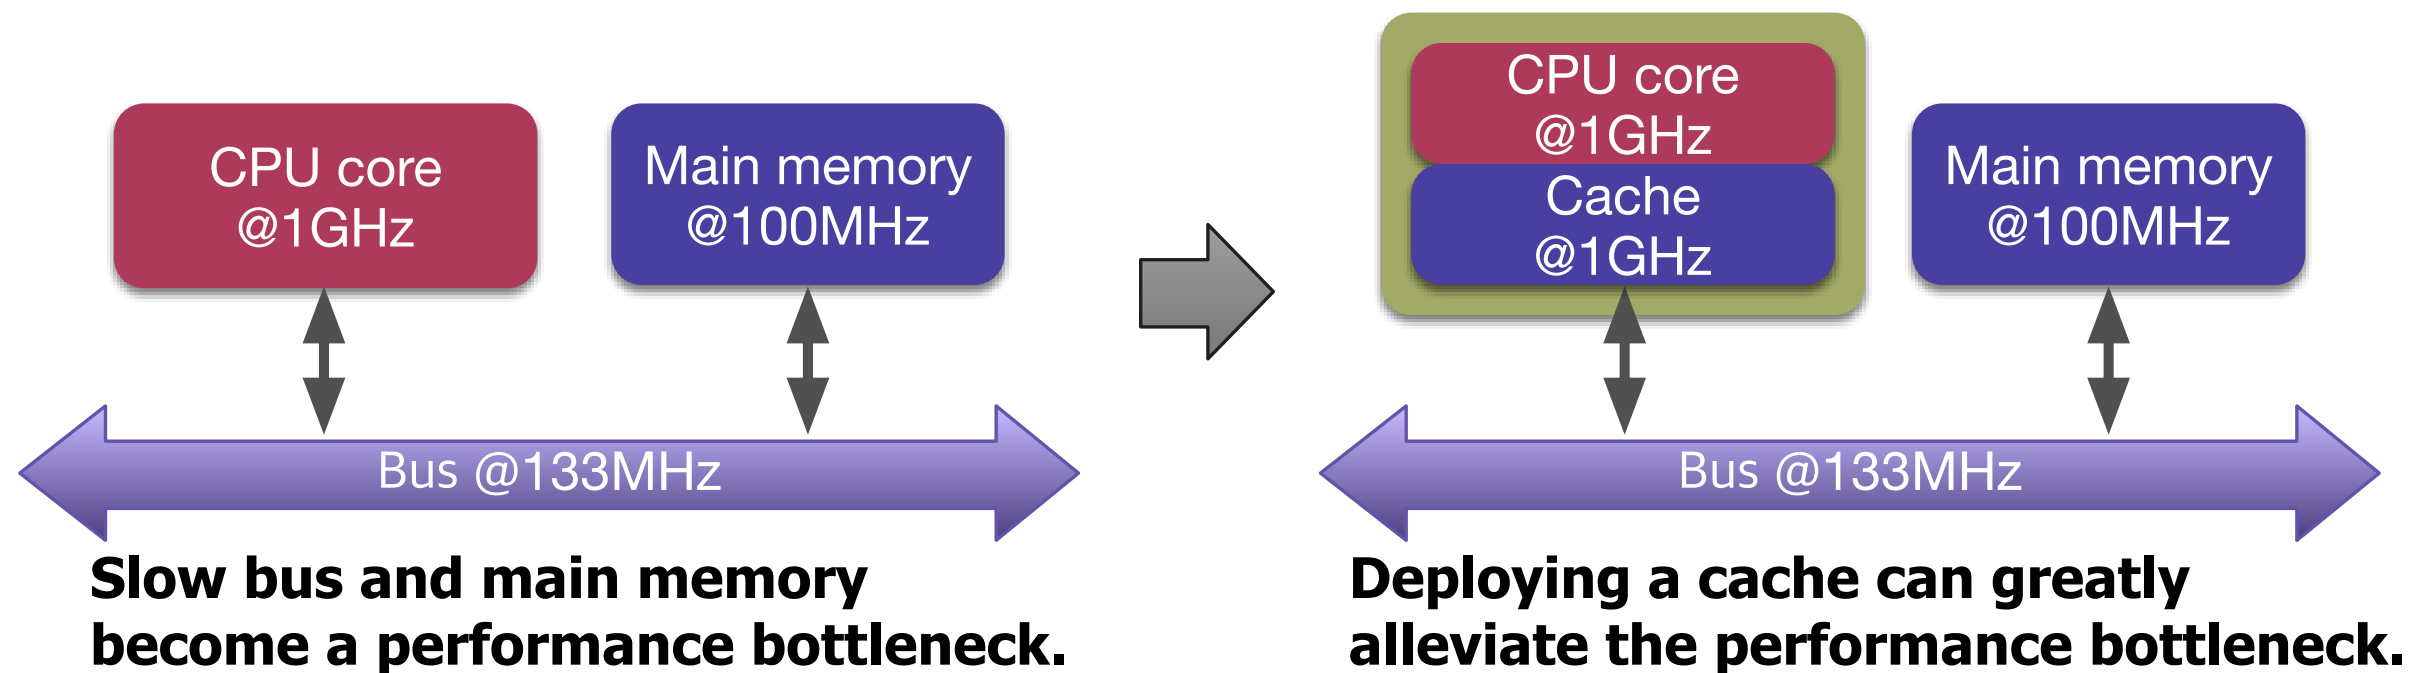 CPU core
@1GHz
Main memory
@100MHz
Bus @133MHz
Slow bus and main memory
become a performance bottleneck.
CPU core
@1GHz
Cache
@1GHz
Main memory
@100MHz
Bus @133MHz
Deploying a cache can greatly
alleviate the performance bottleneck.